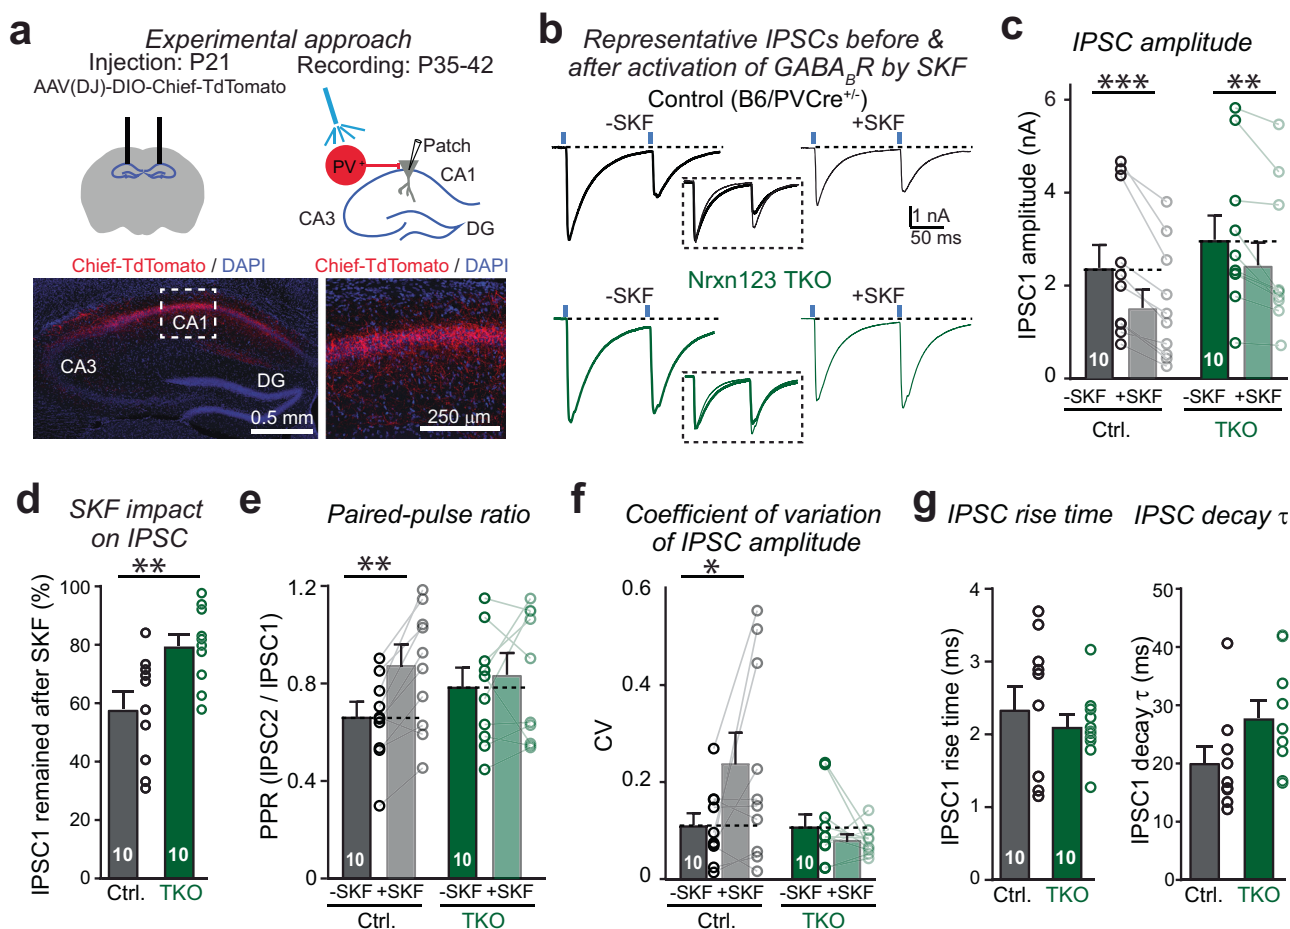 a
Experimental approach
Injection: P21
Recording: P35-42
AAV(DJ)-DIO-Chief-TdTomato
PV+
Patch
CA1
CA3
DG
Chief-TdTomato / DAPI
Chief-TdTomato / DAPI
CA1
CA3
DG
0.5 mm
250 µm
b
Representative IPSCs before &
after activation of GABABR by SKF
Control (B6/PVCre+/-)
-SKF
+SKF
1 nA
50 ms
Nrxn123 TKO
-SKF
+SKF
c
IPSC amplitude
***
**
IPSC1 amplitude (nA)
6
4
2
0
10
10
-SKF +SKF
-SKF +SKF
Ctrl.
TKO
d
SKF impact
on IPSC
**
IPSC1 remained after SKF (%)
100
80
60
40
20
0
10
10
Ctrl.
TKO
e
Paired-pulse ratio
**
PPR (IPSC2 / IPSC1)
1.2
0.8
0.4
0
10
10
-SKF +SKF
-SKF +SKF
Ctrl.
TKO
f
Coefficient of variation
of IPSC amplitude
*
CV
0.6
0.4
0.2
0
10
10
-SKF +SKF
-SKF +SKF
Ctrl.
TKO
g
IPSC rise time
IPSC1 rise time (ms)
4
3
2
1
0
10
10
Ctrl.
TKO
IPSC decay τ
IPSC1 decay τ (ms)
50
40
30
20
10
0
Ctrl.
TKO